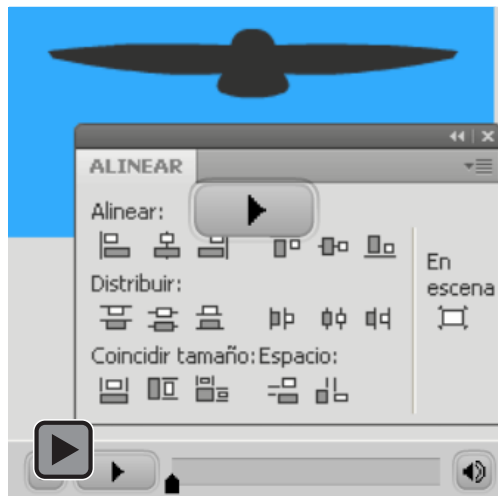 ALINEAR
Alinear:
En
escena
Distribuir:
Coincidir tamaño: Espacio: